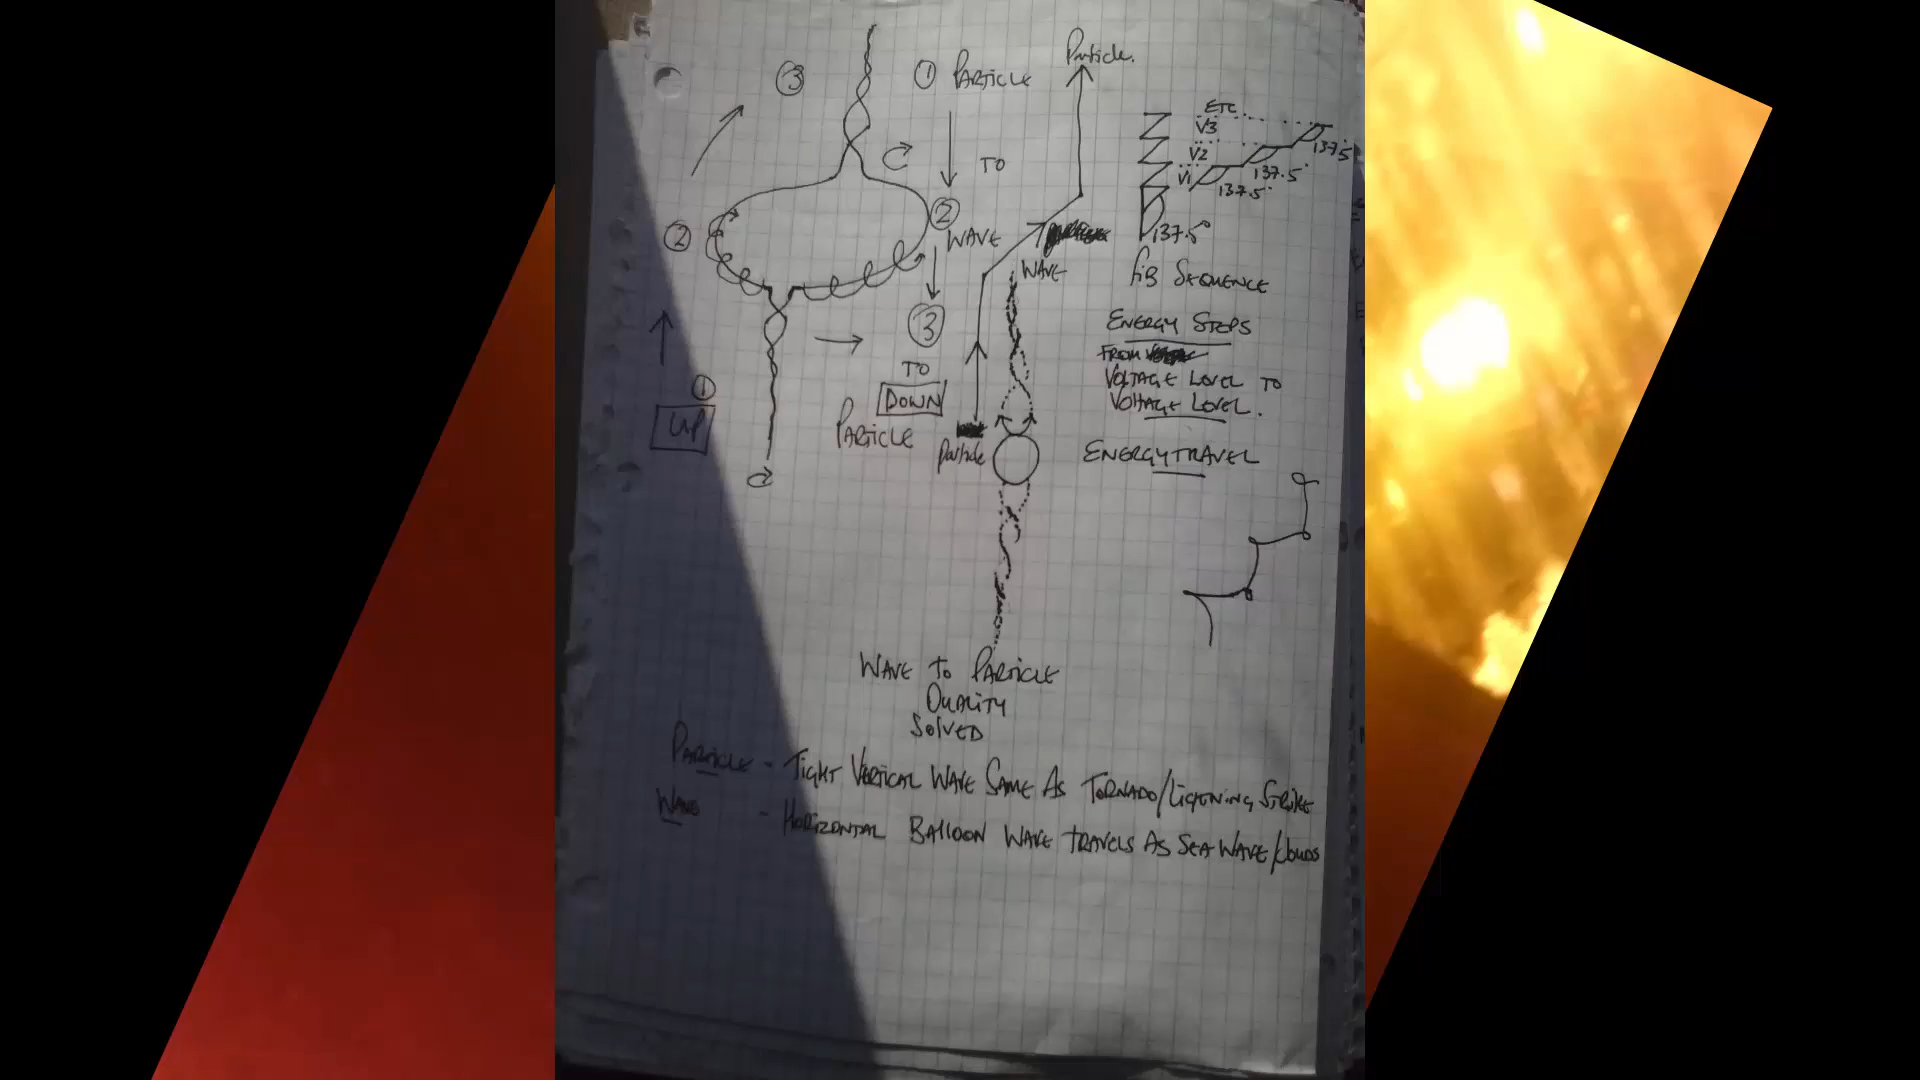 ③
① PARTICLE
Particle.
TO
②
② WAVE
③
TO
DOWN
PARTICLE
①
UP
WAVE
Particle
ETC
V3
V2
V1
137.5
137.5°
137.5°
137.5°
FIB SEQUENCE
ENERGY STEPS
FROM
VOLTAGE LEVEL TO
VOLTAGE LEVEL.
ENERGY TRAVEL
WAVE TO PARTICLE
DUALITY
SOLVED
PARTICLE - TIGHT VERTICAL WAVE SAME AS TORNADO/LIGTNING STRIKE
WAVE - HORIZONTAL BALLOON WAVE TRAVELS AS SEA WAVE/CLOUDS